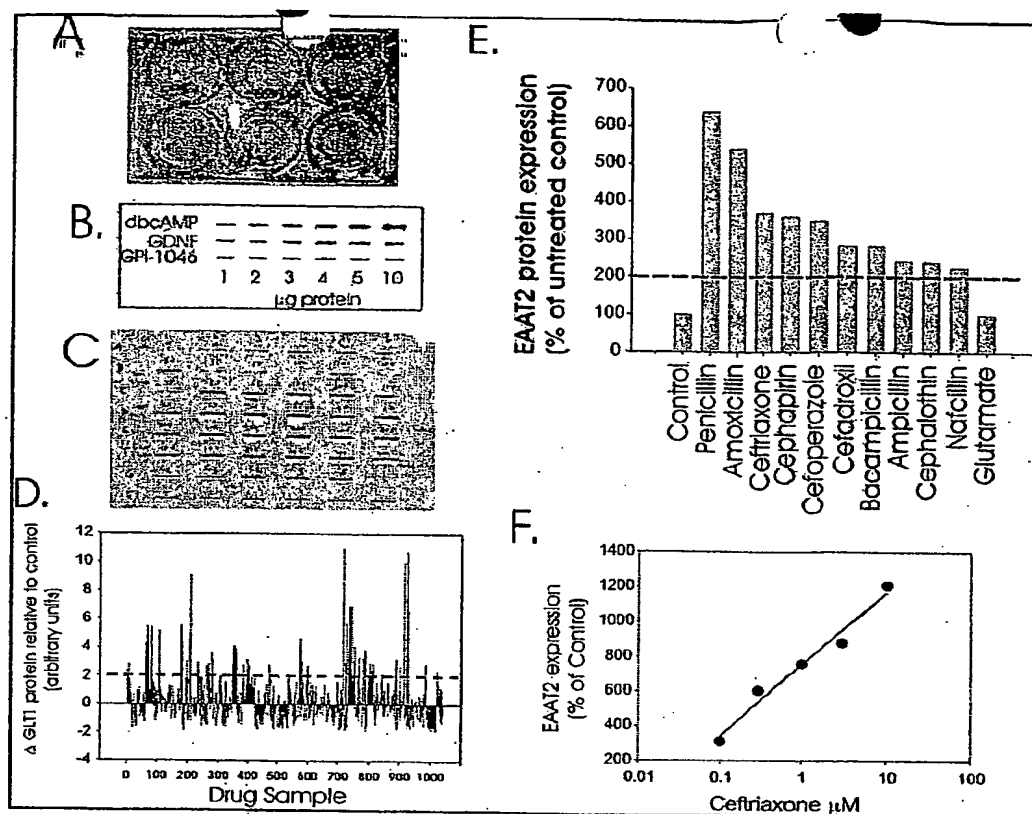 A.
B.
dbcAMP
GDNF
GPI-1046
1 2 3 4 5 10
µg protein
C
D.
Δ GLT1 protein relative to control
(arbitrary units)
12
10
8
6
4
2
0
-2
-4
0 100 200 300 400 500 600 700 800 900 1000
Drug Sample
E.
EAAT2 protein expression
(% of untreated control)
700
600
500
400
300
200
100
0
Control
Penicillin
Amoxicillin
Ceftriaxone
Cephapirin
Cefoperazole
Cefadroxil
Bacampicillin
Ampicillin
Cephalothin
Nafcillin
Glutamate
F.
EAAT2 expression
(% of Control)
1400
1200
1000
800
600
400
200
0.01 0.1 1 10 100
Ceftriaxone µM